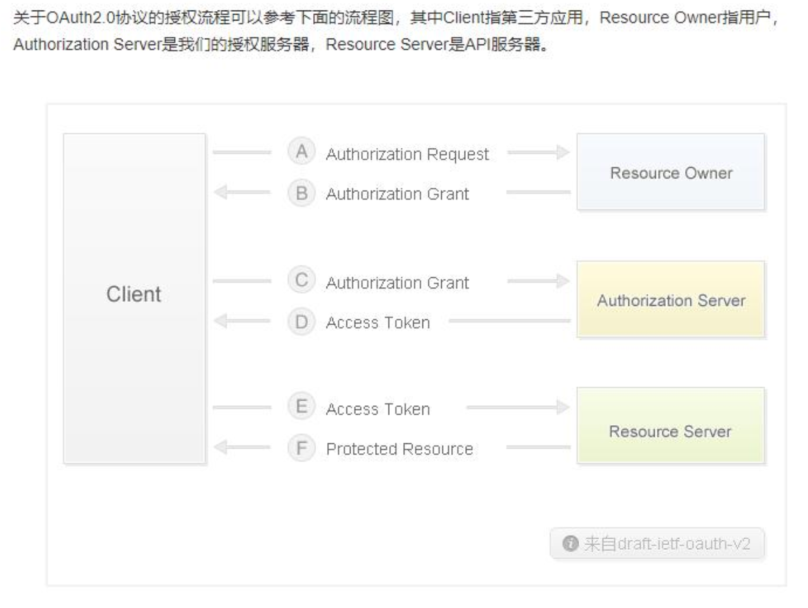 关于OAuth2.0协议的授权流程可以参考下面的流程图，其中Client指第三方应用，Resource Owner指用户，
Authorization Server是我们的授权服务器，Resource Server是API服务器。
Client
A Authorization Request
B Authorization Grant
Resource Owner
C Authorization Grant
D Access Token
Authorization Server
E Access Token
F Protected Resource
Resource Server
来自draft-ietf-oauth-v2